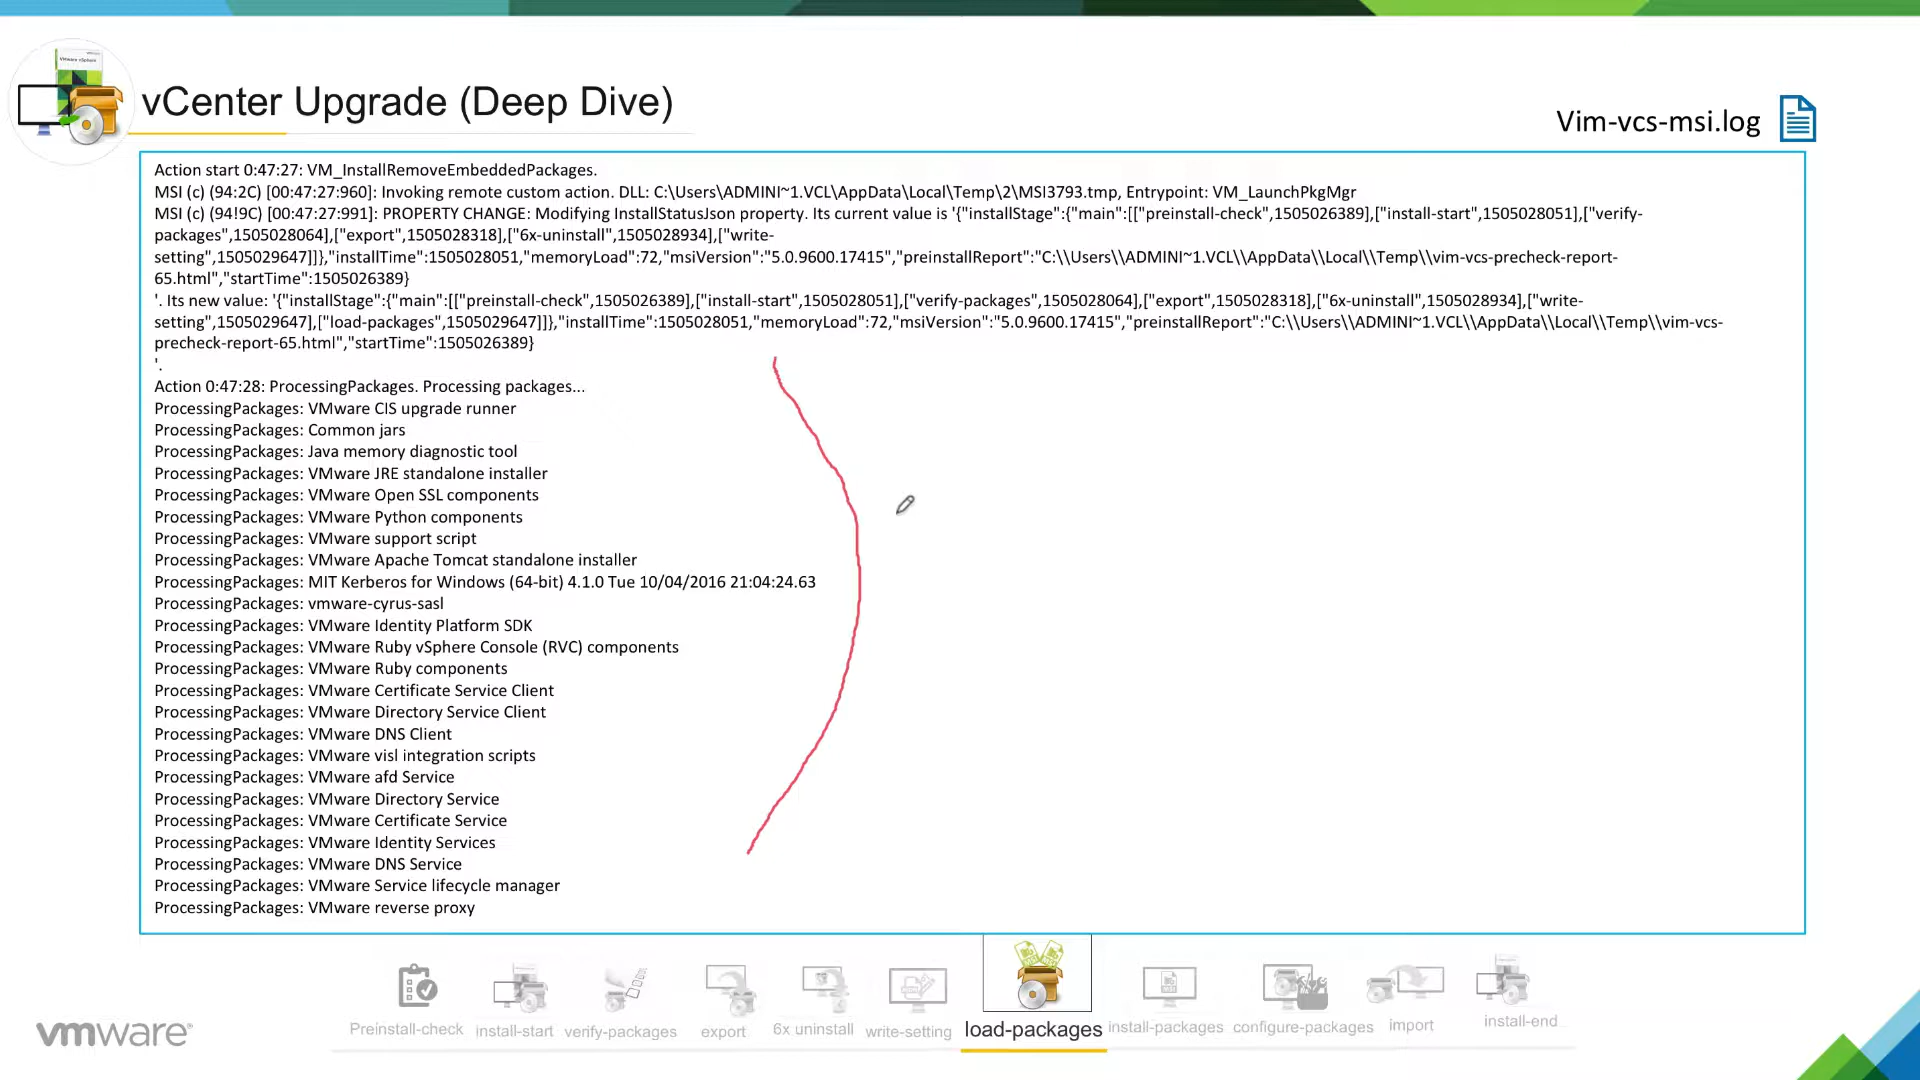 vCenter Upgrade (Deep Dive)
Vim-vcs-msi.log
Action start 0:47:27: VM_InstallRemoveEmbeddedPackages.
MSI (c) (94:2C) [00:47:27:960]: Invoking remote custom action. DLL: C:\Users\ADMINI~1.VCL\AppData\Local\Temp\2\MSI3793.tmp, Entrypoint: VM_LaunchPkgMgr
MSI (c) (94!9C) [00:47:27:991]: PROPERTY CHANGE: Modifying InstallStatusJson property. Its current value is '{"installStage":{"main":[["preinstall-check",1505026389],["install-start",1505028051],["verify-
packages",1505028064],["export",1505028318],["6x-uninstall",1505028934],["write-
setting",1505029647]]},"installTime":1505028051,"memoryLoad":72,"msiVersion":"5.0.9600.17415","preinstallReport":"C:\\Users\\ADMINI~1.VCL\\AppData\\Local\\Temp\\vim-vcs-precheck-report-
65.html","startTime":1505026389}
'. Its new value: '{"installStage":{"main":[["preinstall-check",1505026389],["install-start",1505028051],["verify-packages",1505028064],["export",1505028318],["6x-uninstall",1505028934],["write-
setting",1505029647],["load-packages",1505029647]]},"installTime":1505028051,"memoryLoad":72,"msiVersion":"5.0.9600.17415","preinstallReport":"C:\\Users\\ADMINI~1.VCL\\AppData\\Local\\Temp\\vim-vcs-
precheck-report-65.html","startTime":1505026389}
'.
Action 0:47:28: ProcessingPackages. Processing packages...
ProcessingPackages: VMware CIS upgrade runner
ProcessingPackages: Common jars
ProcessingPackages: Java memory diagnostic tool
ProcessingPackages: VMware JRE standalone installer
ProcessingPackages: VMware Open SSL components
ProcessingPackages: VMware Python components
ProcessingPackages: VMware support script
ProcessingPackages: VMware Apache Tomcat standalone installer
ProcessingPackages: MIT Kerberos for Windows (64-bit) 4.1.0 Tue 10/04/2016 21:04:24.63
ProcessingPackages: vmware-cyrus-sasl
ProcessingPackages: VMware Identity Platform SDK
ProcessingPackages: VMware Ruby vSphere Console (RVC) components
ProcessingPackages: VMware Ruby components
ProcessingPackages: VMware Certificate Service Client
ProcessingPackages: VMware Directory Service Client
ProcessingPackages: VMware DNS Client
ProcessingPackages: VMware visl integration scripts
ProcessingPackages: VMware afd Service
ProcessingPackages: VMware Directory Service
ProcessingPackages: VMware Certificate Service
ProcessingPackages: VMware Identity Services
ProcessingPackages: VMware DNS Service
ProcessingPackages: VMware Service lifecycle manager
ProcessingPackages: VMware reverse proxy
vmware®
Preinstall-check install-start verify-packages export 6x uninstall write-setting load-packages install-packages configure-packages import install-end